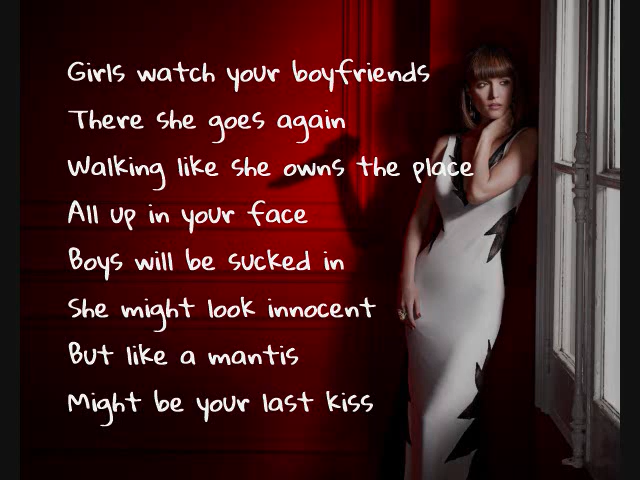 Girls watch your boyfriends
There she goes again
Walking like she owns the place
All up in your face
Boys will be sucked in
She might look innocent
But like a mantis
Might be your last kiss